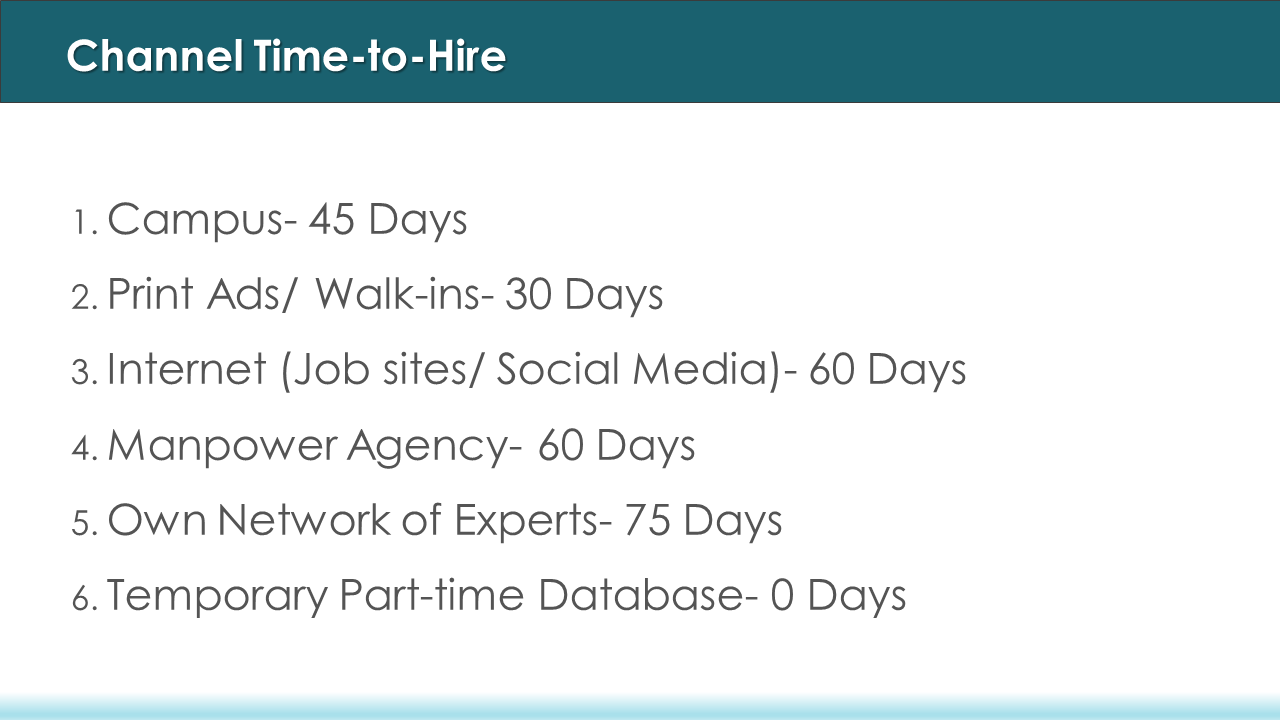 Channel Time-to-Hire
1. Campus- 45 Days
2. Print Ads/ Walk-ins- 30 Days
3. Internet (Job sites/ Social Media)- 60 Days
4. Manpower Agency- 60 Days
5. Own Network of Experts- 75 Days
6. Temporary Part-time Database- 0 Days